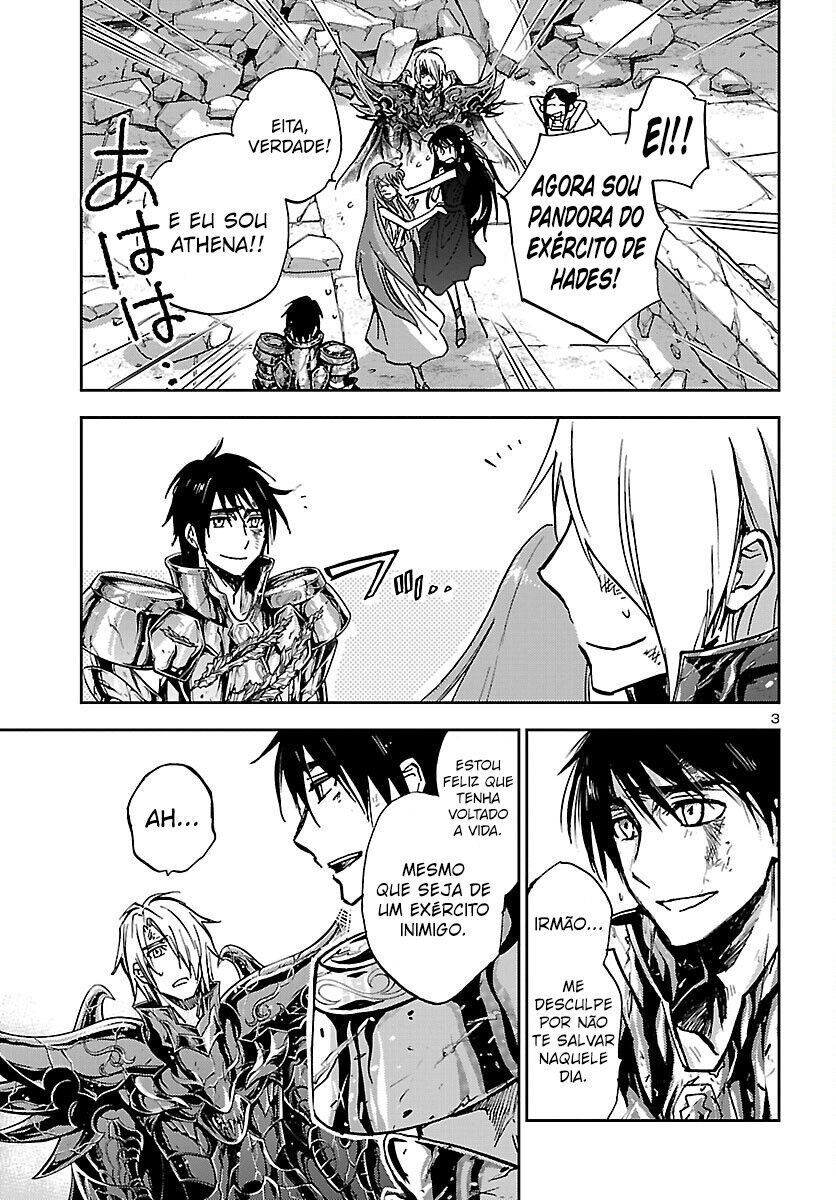 EI!!
AGORA SOU
PANDORA DO
EXÉRCITO DE
HADES!
EITA,
VERDADE!
E EU SOU
ATHENA!!
あはは…
フッ…
3
IRMÃO...
ME
DESCULPE
POR NÃO
TE SALVAR
NAQUELE
DIA.
ESTOU
FELIZ QUE
TENHA
VOLTADO
A VIDA.
MESMO
QUE SEJA DE
UM EXÉRCITO
INIMIGO.
AH...